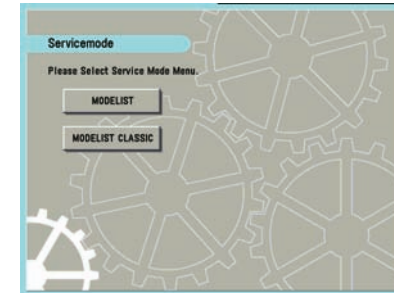 Servicemode
Please Select Service Mode Menu.
MODELIST
MODELIST CLASSIC